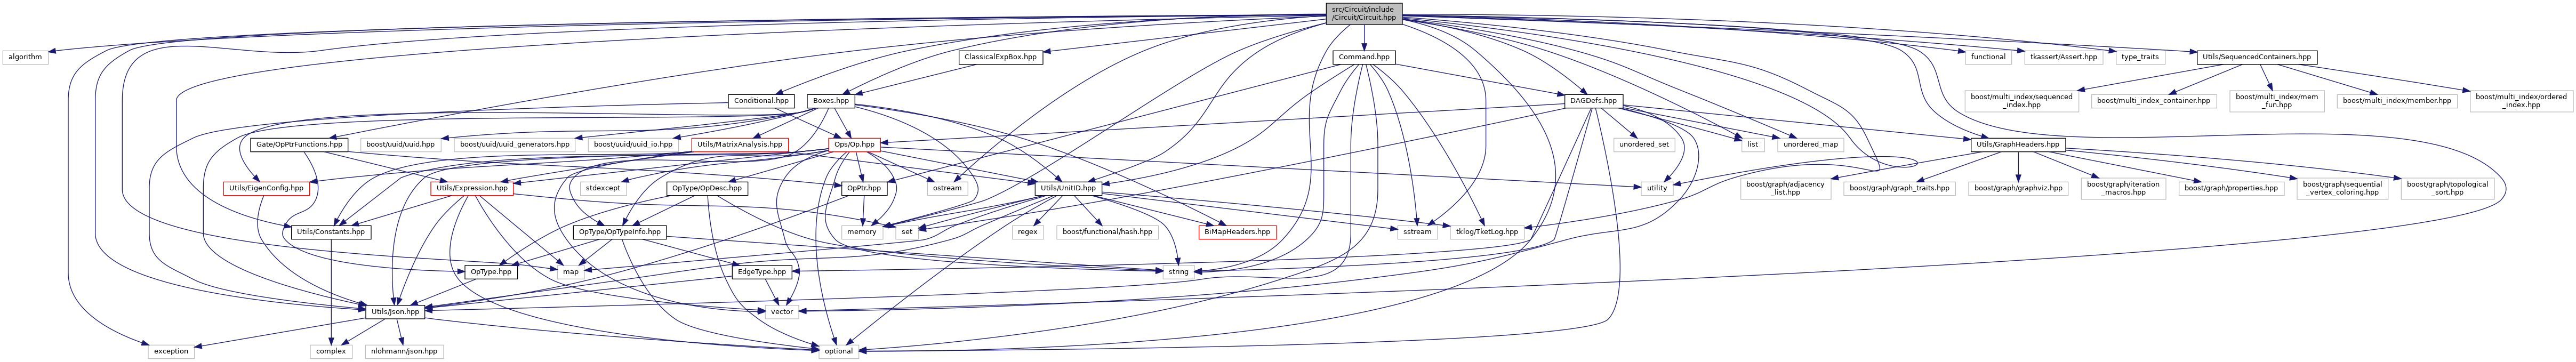 src/Circuit/include
/Circuit/Circuit.hpp
algorithm
ClassicalExpBox.hpp
Command.hpp
functional
tkassert/Assert.hpp
type_traits
Utils/SequencedContainers.hpp
Conditional.hpp
Boxes.hpp
DAGDefs.hpp
boost/multi_index/sequenced
_index.hpp
boost/multi_index_container.hpp
boost/multi_index/mem
_fun.hpp
boost/multi_index/member.hpp
boost/multi_index/ordered
_index.hpp
Gate/OpPtrFunctions.hpp
boost/uuid/uuid.hpp
boost/uuid/uuid_generators.hpp
boost/uuid/uuid_io.hpp
Utils/MatrixAnalysis.hpp
Ops/Op.hpp
unordered_set
list
unordered_map
Utils/GraphHeaders.hpp
Utils/EigenConfig.hpp
Utils/Expression.hpp
stdexcept
OpType/OpDesc.hpp
OpPtr.hpp
ostream
Utils/UnitID.hpp
utility
boost/graph/adjacency
_list.hpp
boost/graph/graph_traits.hpp
boost/graph/graphviz.hpp
boost/graph/iteration
_macros.hpp
boost/graph/properties.hpp
boost/graph/sequential
_vertex_coloring.hpp
boost/graph/topological
_sort.hpp
Utils/Constants.hpp
OpType/OpTypeInfo.hpp
memory
set
regex
boost/functional/hash.hpp
BiMapHeaders.hpp
sstream
tklog/TketLog.hpp
OpType.hpp
map
EdgeType.hpp
string
Utils/Json.hpp
vector
exception
complex
nlohmann/json.hpp
optional